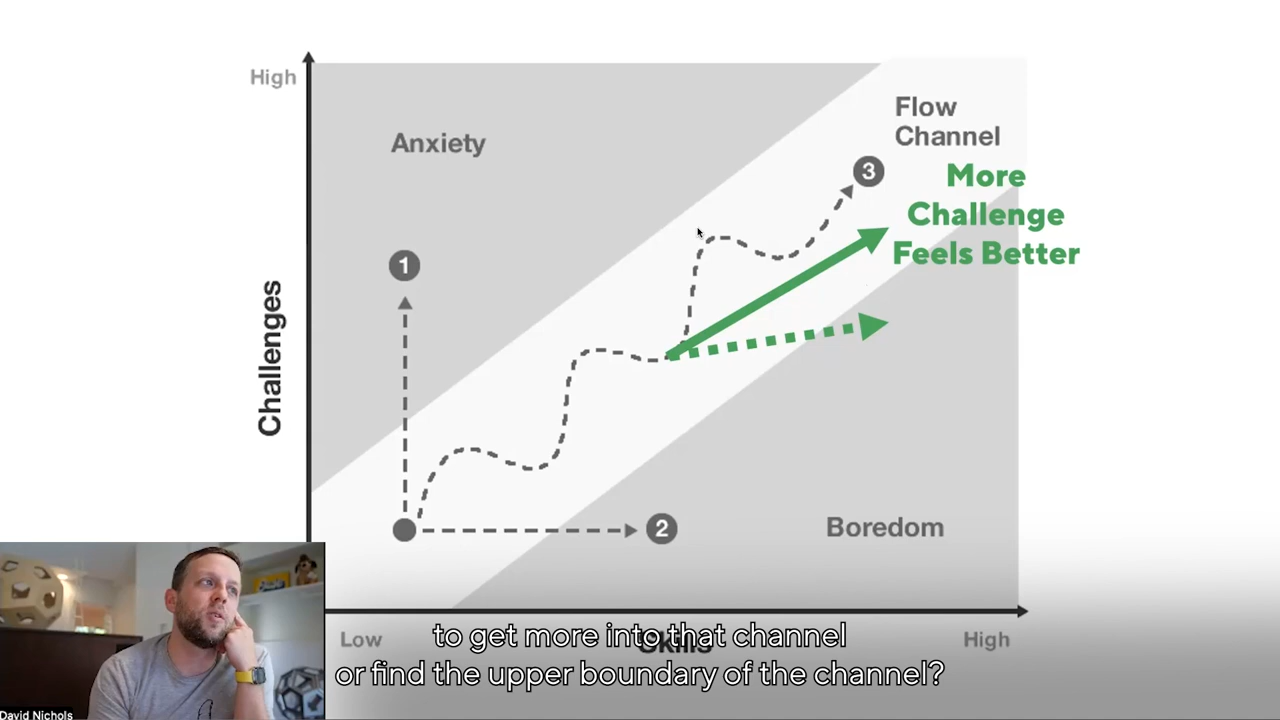 High
Anxiety
Flow
Channel
More
Challenge
Feels Better
3
1
Challenges
2
Boredom
Low
Skills
High
to get more into that channel
or find the upper boundary of the channel?
David Nichols